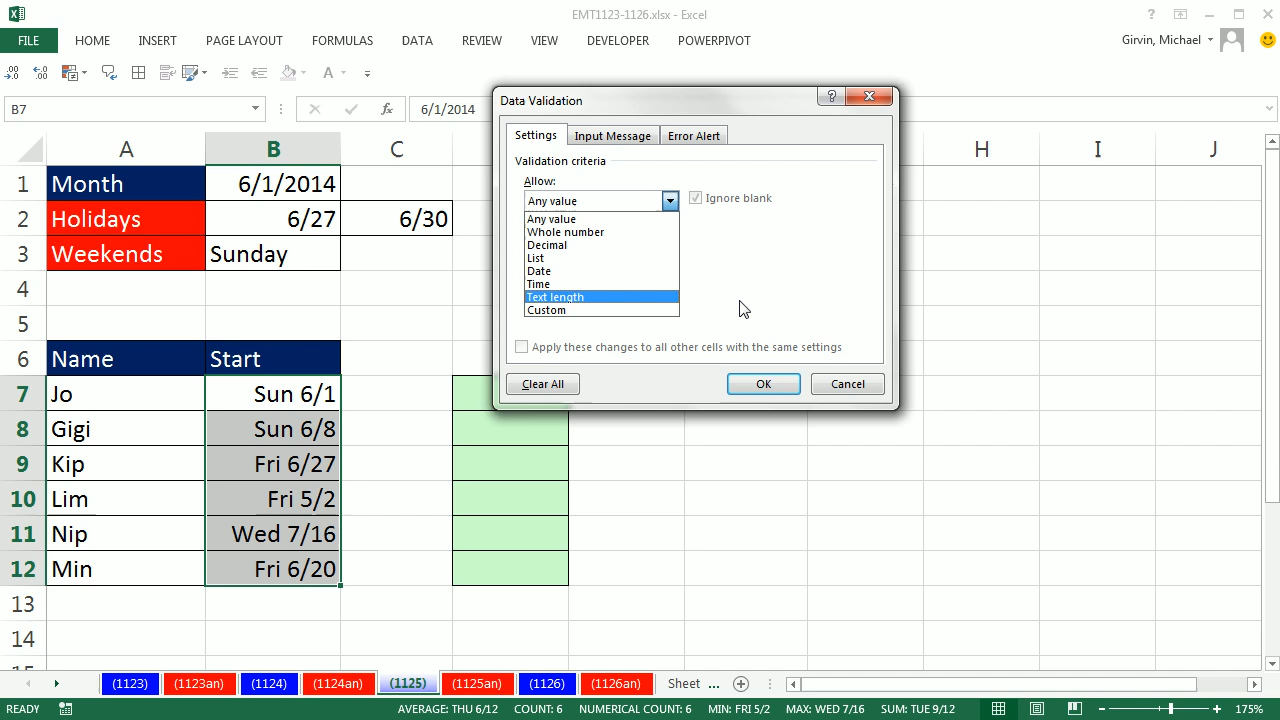 EMT1123-1126.xlsx - Excel
FILE HOME INSERT PAGE LAYOUT FORMULAS DATA REVIEW VIEW DEVELOPER POWERPIVOT Girvin, Michael
B7 fx 6/1/2014
A B C H I J
1 Month 6/1/2014
2 Holidays 6/27 6/30
3 Weekends Sunday
4
5
6 Name Start
7 Jo Sun 6/1
8 Gigi Sun 6/8
9 Kip Fri 6/27
10 Lim Fri 5/2
11 Nip Wed 7/16
12 Min Fri 6/20
13
14
15
Data Validation
Settings Input Message Error Alert
Validation criteria
Allow:
Any value Ignore blank
Any value
Whole number
Decimal
List
Date
Time
Text length
Custom
Apply these changes to all other cells with the same settings
Clear All OK Cancel
(1123) (1123an) (1124) (1124an) (1125) (1125an) (1126) (1126an) Sheet ...
READY AVERAGE: THU 6/12 COUNT: 6 NUMERICAL COUNT: 6 MIN: FRI 5/2 MAX: WED 7/16 SUM: TUE 9/12 175%